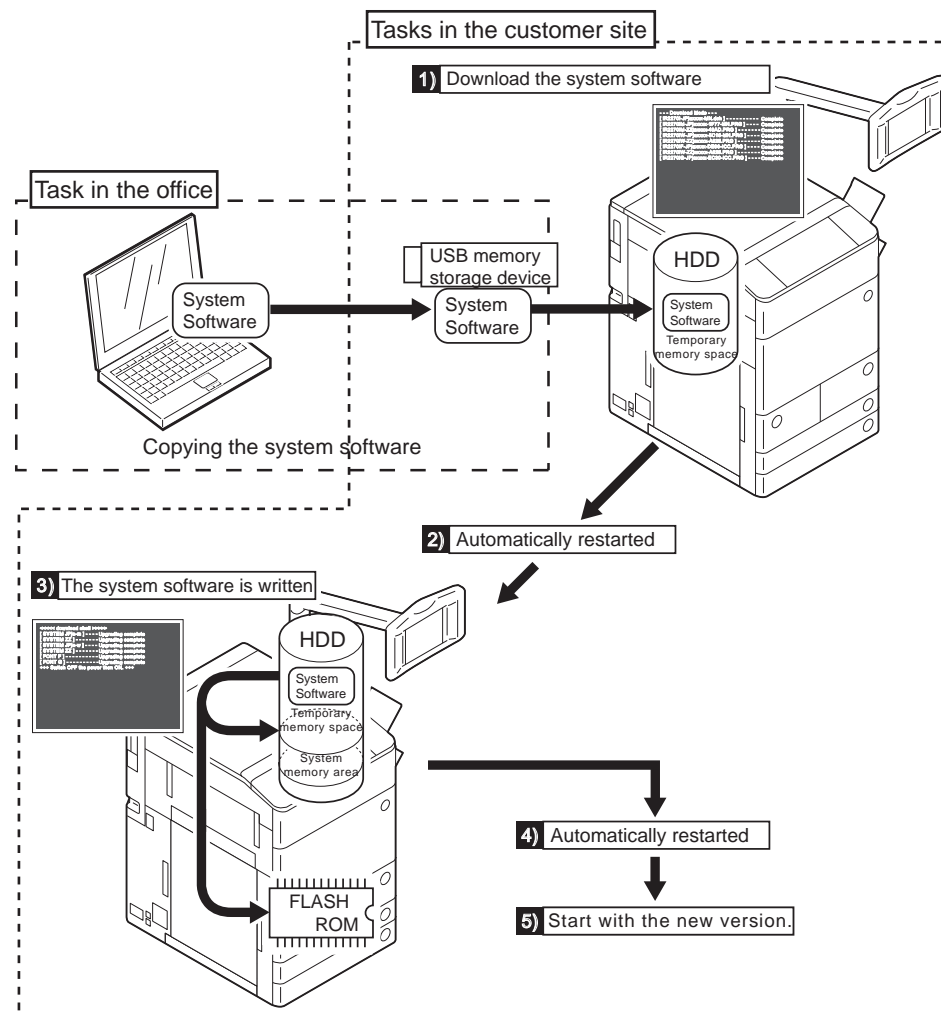 Tasks in the customer site
1) Download the system software
Task in the office
USB memory
storage device
HDD
System
Software
System
Software
System
Software
Temporary
memory space
Copying the system software
2) Automatically restarted
3) The system software is written
HDD
System
Software
Temporary
memory space
System
memory area
4) Automatically restarted
FLASH
ROM
5) Start with the new version.